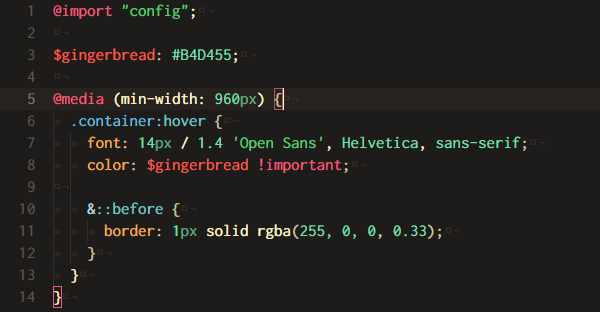 1 @import "config";¤¬
2 ¤¬
3 $gingerbread: #B4D455;¤¬
4 ¤¬
5 @media (min-width: 960px) {¤¬
6 » .container:hover {¤¬
7 » » font: 14px / 1.4 'Open Sans', Helvetica, sans-serif;¤¬
8 » » color: $gingerbread !important;¤¬
9 ¤¬
10 » » &::before {¤¬
11 » » » border: 1px solid rgba(255, 0, 0, 0.33);¤¬
12 » » }¤¬
13 » }¤¬
14 }¤¬